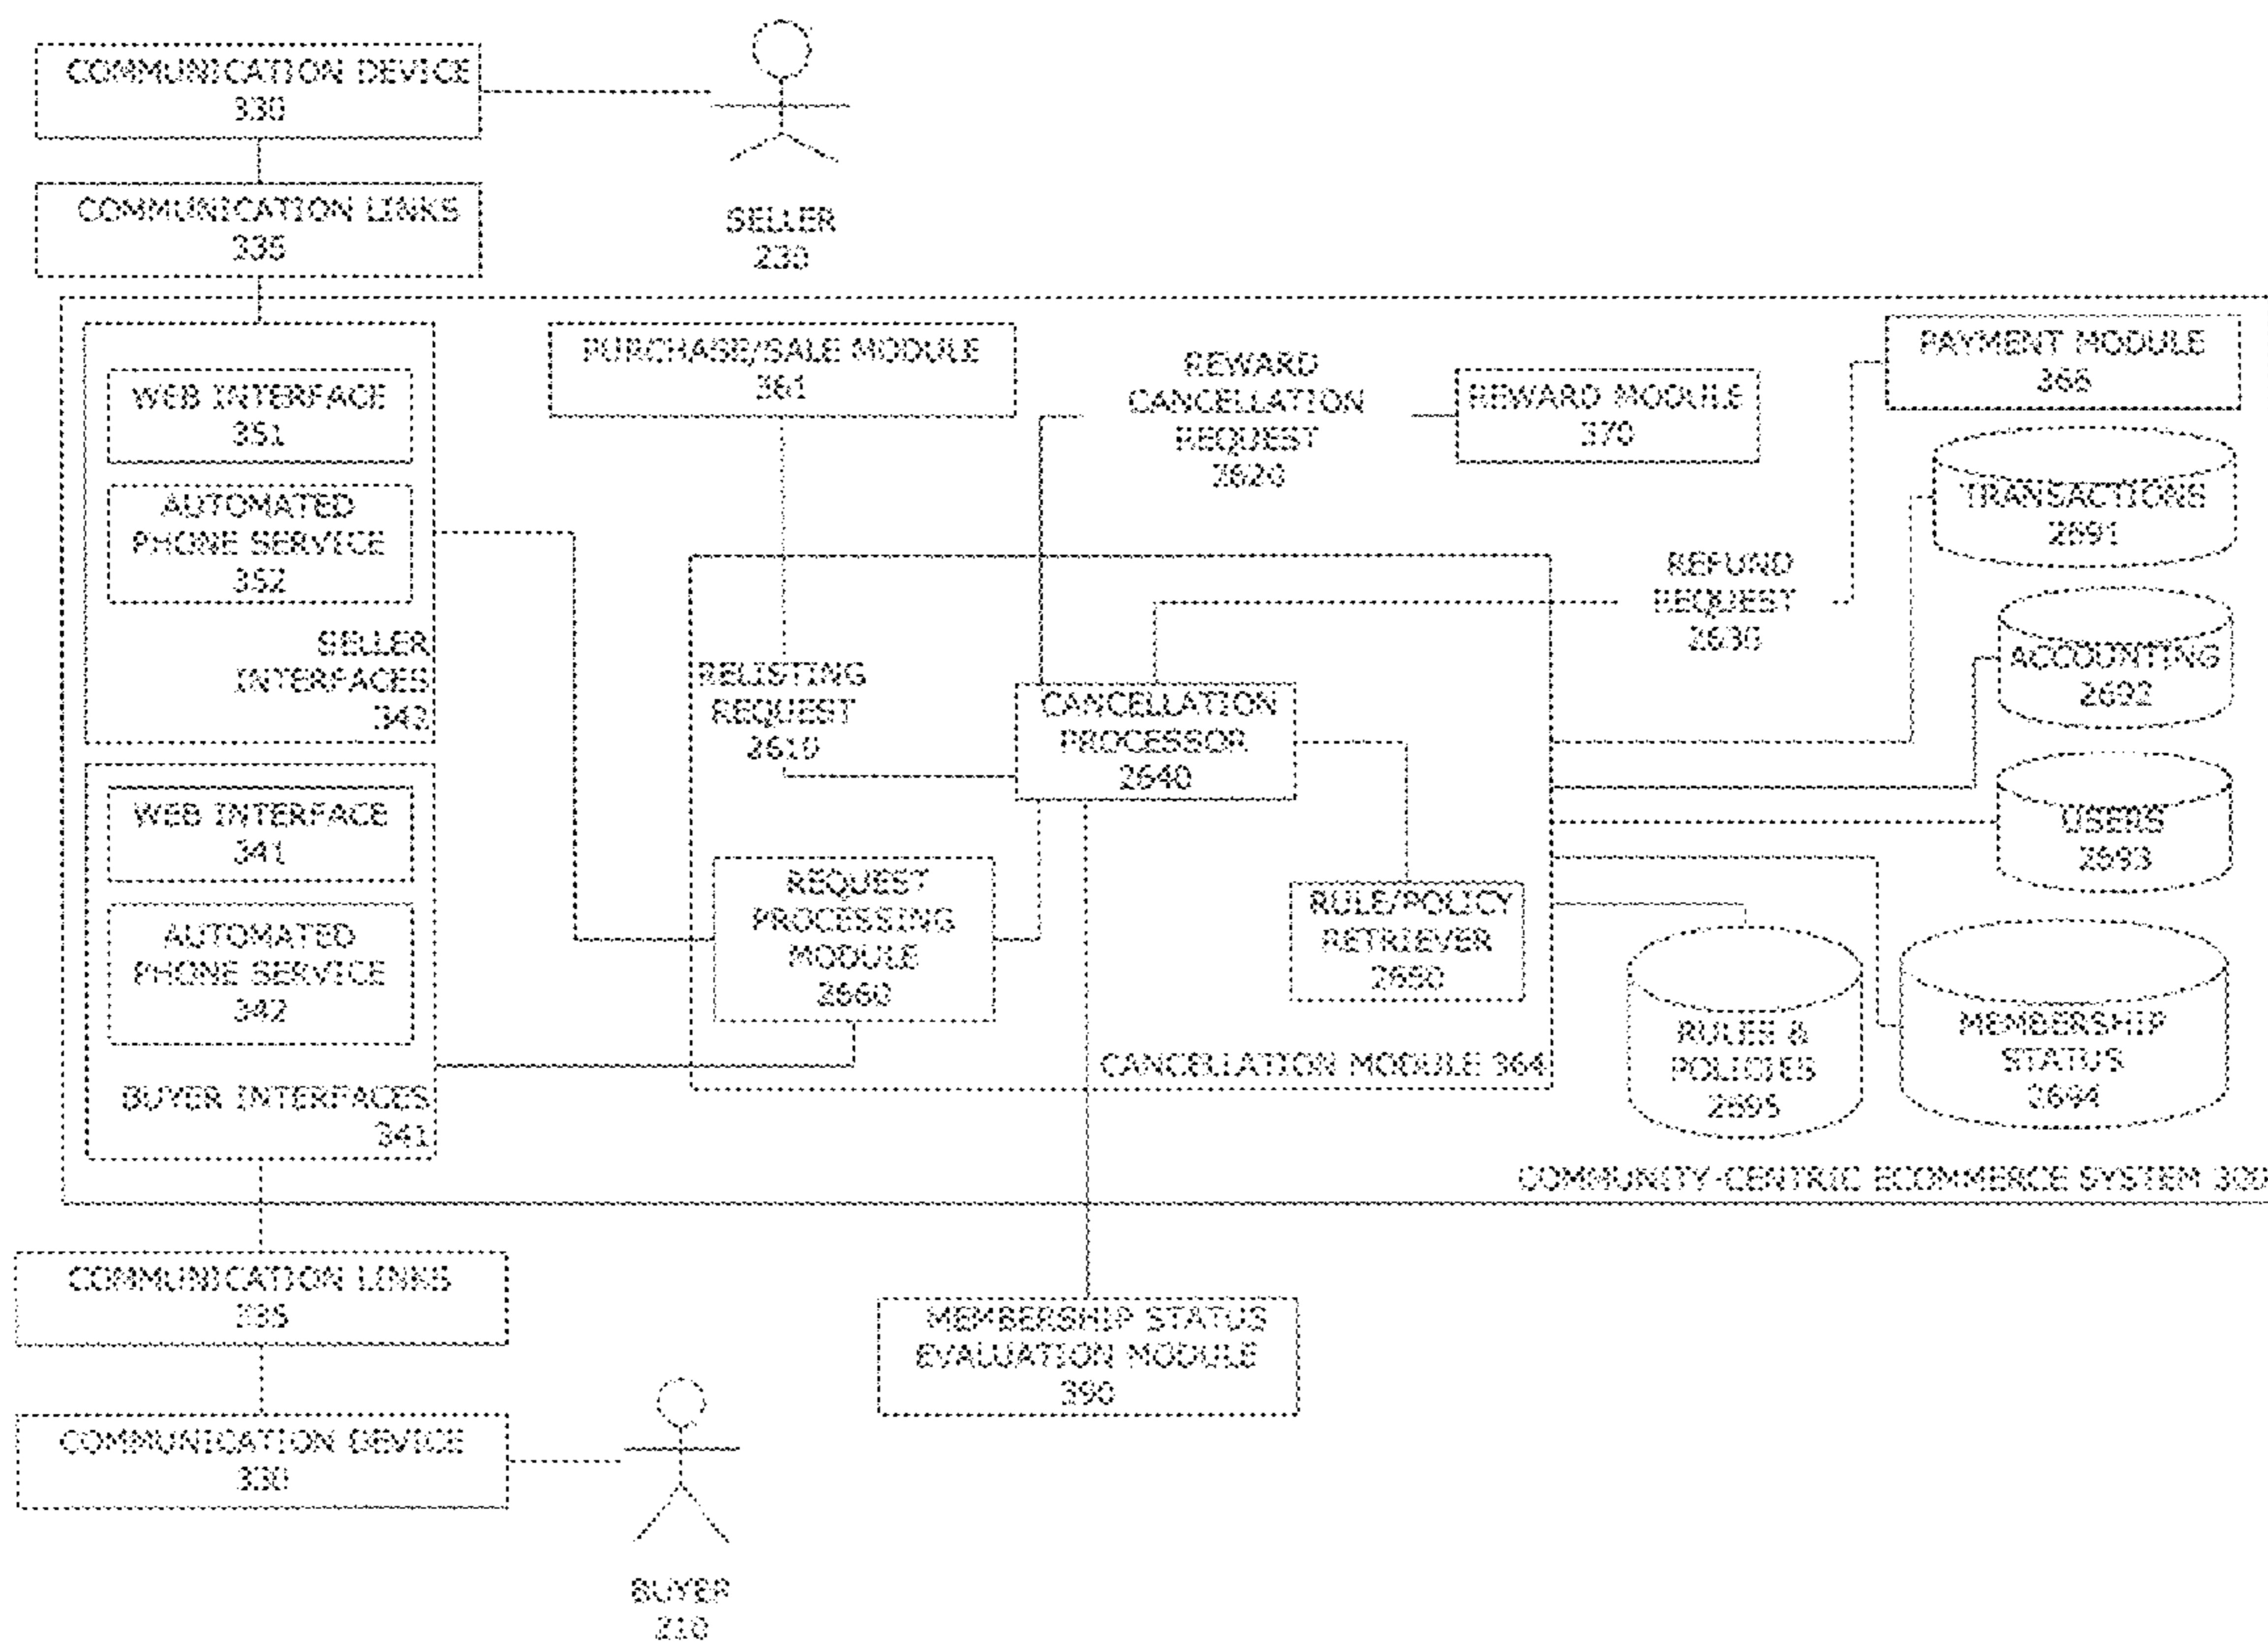 COMMUNICATION DEVICE
330
COMMUNICATION LINKS
335
SELLER
230
WEB INTERFACE
351
AUTOMATED
PHONE SERVICE
352
SELLER
INTERFACES
343
PURCHASE/SALE MODULE
361
REWARD
CANCELLATION
REQUEST
2620
REWARD MODULE
370
PAYMENT MODULE
366
TRANSACTIONS
2691
REFUND
REQUEST
2630
ACCOUNTING
2692
RELISTING
REQUEST
2610
CANCELLATION
PROCESSOR
2640
USERS
2693
WEB INTERFACE
341
AUTOMATED
PHONE SERVICE
342
BUYER INTERFACES
341
REQUEST
PROCESSING
MODULE
2660
RULE/POLICY
RETRIEVER
CANCELLATION MODULE 364
RULES &
POLICIES
2695
MEMBERSHIP
STATUS
COMMUNITY-CENTRIC ECOMMERCE SYSTEM
COMMUNICATION LINKS
335
MEMBERSHIP STATUS
EVALUATION MODULE
390
COMMUNICATION DEVICE
330
BUYER
210